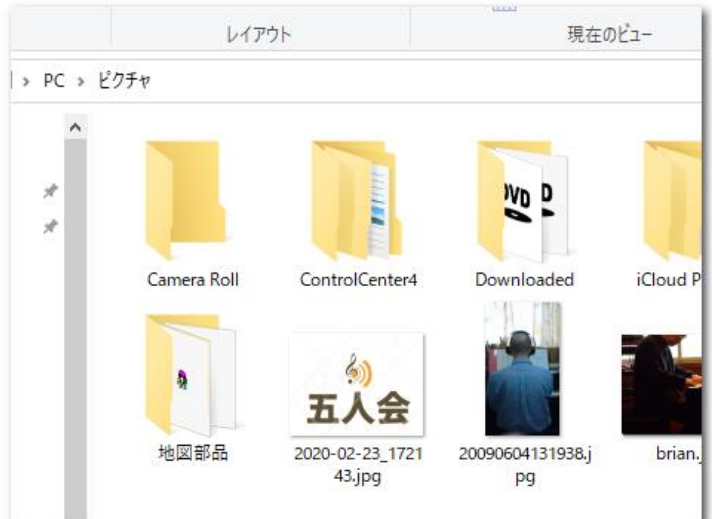 レイアウト
現在のビュー
PC › ピクチャ
Camera Roll
ControlCenter4
Downloaded
iCloud P
DVD D
地図部品
五人会
2020-02-23_1721
43.jpg
20090604131938.j
pg
brian.